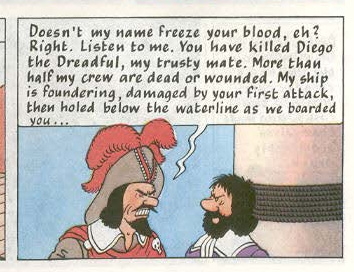 Doesn't my name freeze your blood, eh?
Right. Listen to me. You have killed Diego
the Dreadful, my trusty mate. More than
half my crew are dead or wounded. My ship
is foundering, damaged by your first attack,
then holed below the waterline as we boarded
you...